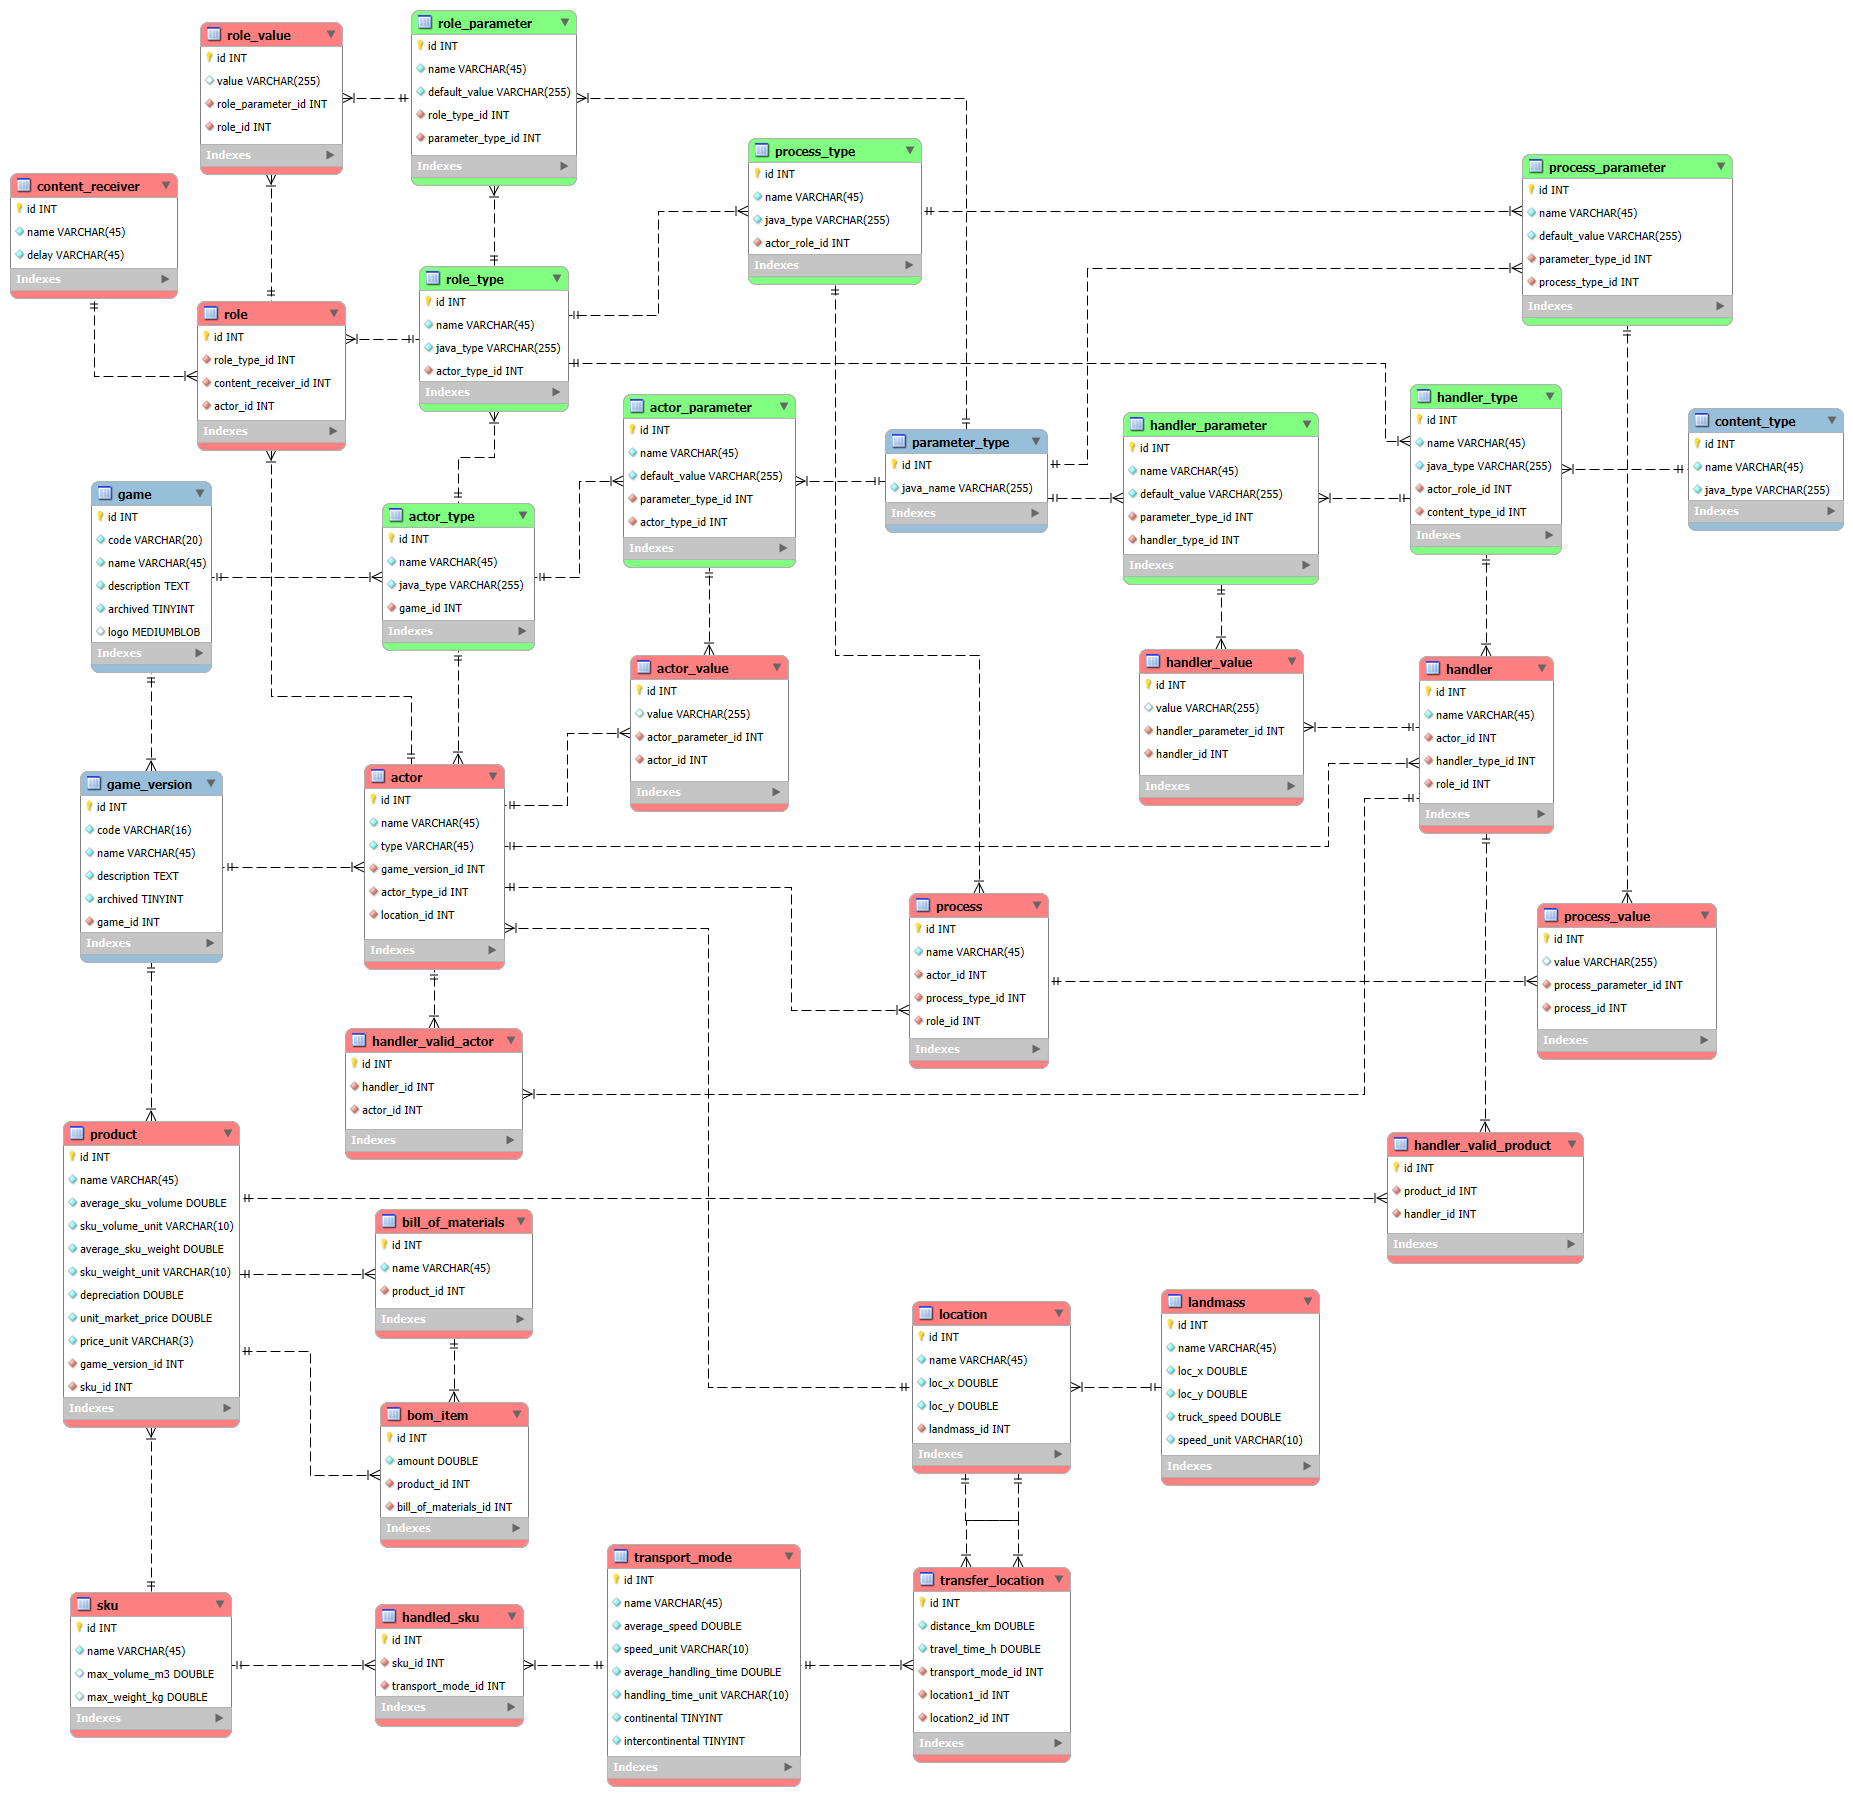 role_value
id INT
value VARCHAR(255)
role_parameter_id INT
role_id INT
Indexes
role_parameter
id INT
name VARCHAR(45)
default_value VARCHAR(255)
role_type_id INT
parameter_type_id INT
Indexes
process_type
id INT
name VARCHAR(45)
java_type VARCHAR(255)
actor_role_id INT
Indexes
process_parameter
id INT
name VARCHAR(45)
default_value VARCHAR(255)
parameter_type_id INT
process_type_id INT
Indexes
content_receiver
id INT
name VARCHAR(45)
delay VARCHAR(45)
Indexes
role
id INT
role_type_id INT
content_receiver_id INT
actor_id INT
Indexes
role_type
id INT
name VARCHAR(45)
java_type VARCHAR(255)
actor_type_id INT
Indexes
actor_parameter
id INT
name VARCHAR(45)
default_value VARCHAR(255)
parameter_type_id INT
actor_type_id INT
Indexes
parameter_type
id INT
java_name VARCHAR(255)
Indexes
handler_parameter
id INT
name VARCHAR(45)
default_value VARCHAR(255)
parameter_type_id INT
handler_type_id INT
Indexes
handler_type
id INT
name VARCHAR(45)
java_type VARCHAR(255)
actor_role_id INT
content_type_id INT
Indexes
content_type
id INT
name VARCHAR(45)
java_type VARCHAR(255)
Indexes
game
id INT
code VARCHAR(20)
name VARCHAR(45)
description TEXT
archived TINYINT
logo MEDIUMBLOB
Indexes
actor_type
id INT
name VARCHAR(45)
java_type VARCHAR(255)
game_id INT
Indexes
actor_value
id INT
value VARCHAR(255)
actor_parameter_id INT
actor_id INT
Indexes
handler_value
id INT
value VARCHAR(255)
handler_parameter_id INT
handler_id INT
Indexes
handler
id INT
name VARCHAR(45)
actor_id INT
handler_type_id INT
role_id INT
Indexes
game_version
id INT
code VARCHAR(16)
name VARCHAR(45)
description TEXT
archived TINYINT
game_id INT
Indexes
actor
id INT
name VARCHAR(45)
type VARCHAR(45)
game_version_id INT
actor_type_id INT
location_id INT
Indexes
process
id INT
name VARCHAR(45)
actor_id INT
process_type_id INT
role_id INT
Indexes
process_value
id INT
value VARCHAR(255)
process_parameter_id INT
process_id INT
Indexes
handler_valid_actor
id INT
handler_id INT
actor_id INT
Indexes
product
id INT
name VARCHAR(45)
average_sku_volume DOUBLE
sku_volume_unit VARCHAR(10)
average_sku_weight DOUBLE
sku_weight_unit VARCHAR(10)
depreciation DOUBLE
unit_market_price DOUBLE
price_unit VARCHAR(3)
game_version_id INT
sku_id INT
Indexes
handler_valid_product
id INT
product_id INT
handler_id INT
Indexes
bill_of_materials
id INT
name VARCHAR(45)
product_id INT
Indexes
location
id INT
name VARCHAR(45)
loc_x DOUBLE
loc_y DOUBLE
landmass_id INT
Indexes
landmass
id INT
name VARCHAR(45)
loc_x DOUBLE
loc_y DOUBLE
truck_speed DOUBLE
speed_unit VARCHAR(10)
Indexes
bom_item
id INT
amount DOUBLE
product_id INT
bill_of_materials_id INT
Indexes
sku
id INT
name VARCHAR(45)
max_volume_m3 DOUBLE
max_weight_kg DOUBLE
Indexes
handled_sku
id INT
sku_id INT
transport_mode_id INT
Indexes
transport_mode
id INT
name VARCHAR(45)
average_speed DOUBLE
speed_unit VARCHAR(10)
average_handling_time DOUBLE
handling_time_unit VARCHAR(10)
continental TINYINT
intercontinental TINYINT
Indexes
transfer_location
id INT
distance_km DOUBLE
travel_time_h DOUBLE
transport_mode_id INT
location1_id INT
location2_id INT
Indexes